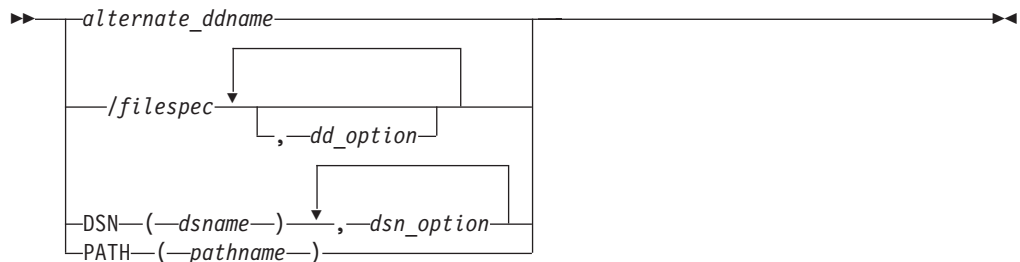 alternate_ddname
/filespec
, dd_option
DSN ( dsname ) , dsn_option
PATH ( pathname )